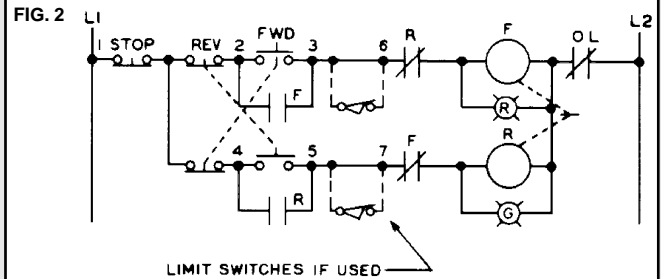 FIG. 2
L1
L2
1 STOP
REV
2
FWD
3
6
R
F
OL
F
R
4
5
7
F
R
R
G
LIMIT SWITCHES IF USED